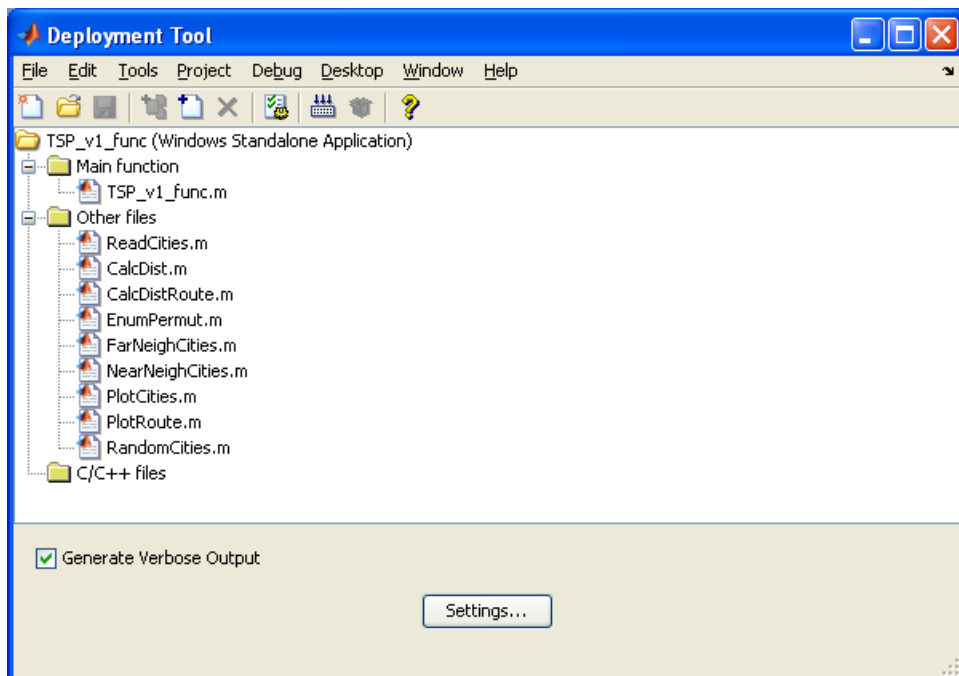 Deployment Tool
File Edit Tools Project Debug Desktop Window Help
TSP_v1_func (Windows Standalone Application)
Main function
TSP_v1_func.m
Other files
ReadCities.m
CalcDist.m
CalcDistRoute.m
EnumPermut.m
FarNeighCities.m
NearNeighCities.m
PlotCities.m
PlotRoute.m
RandomCities.m
C/C++ files
Generate Verbose Output
Settings...